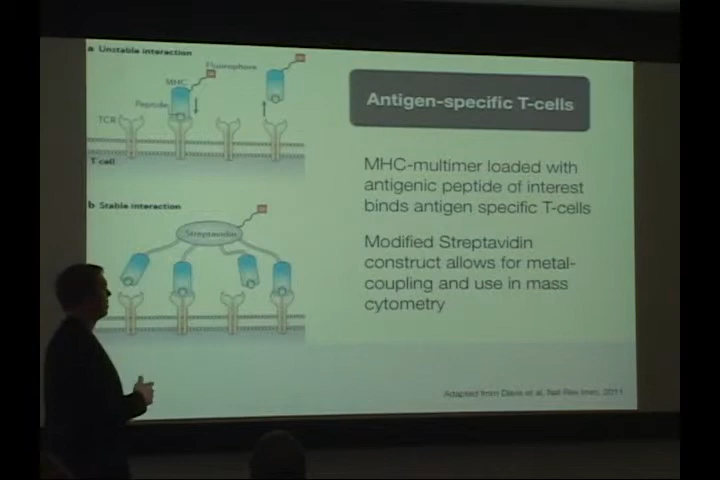 a Unstable interaction
Fluorophore
MHC
Peptide
TCR
T cell
b Stable interaction
Streptavidin
Antigen-specific T-cells
MHC-multimer loaded with
antigenic peptide of interest
binds antigen specific T-cells
Modified Streptavidin
construct allows for metal-
coupling and use in mass
cytometry
Adapted from Davis et al, Nat Rev Imm, 2011